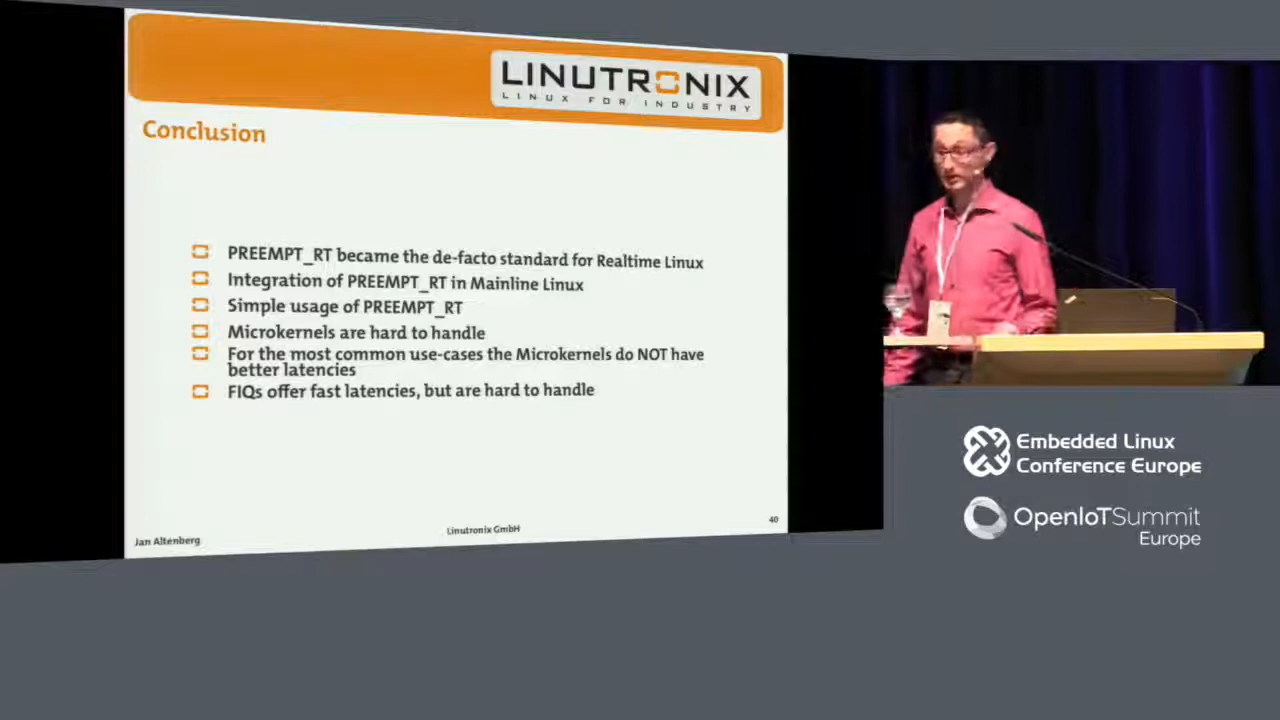 LINUTRONIX
LINUX FOR INDUSTRY
Conclusion
PREEMPT_RT became the de-facto standard for Realtime Linux
Integration of PREEMPT_RT in Mainline Linux
Simple usage of PREEMPT_RT
Microkernels are hard to handle
For the most common use-cases the Microkernels do NOT have
better latencies
FIQs offer fast latencies, but are hard to handle
Jan Altenberg
Linutronix GmbH
40
Embedded Linux
Conference Europe
OpenIoTSummit
Europe